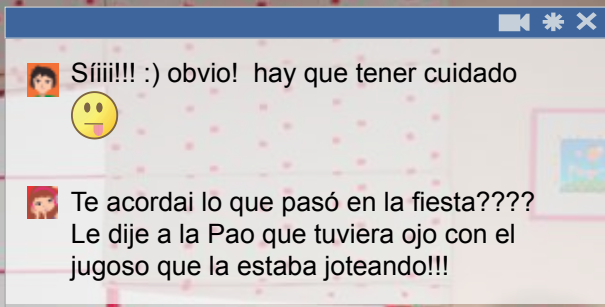 Síiii!!! :) obvio! hay que tener cuidado
Te acordai lo que pasó en la fiesta????
Le dije a la Pao que tuviera ojo con el
jugoso que la estaba joteando!!!